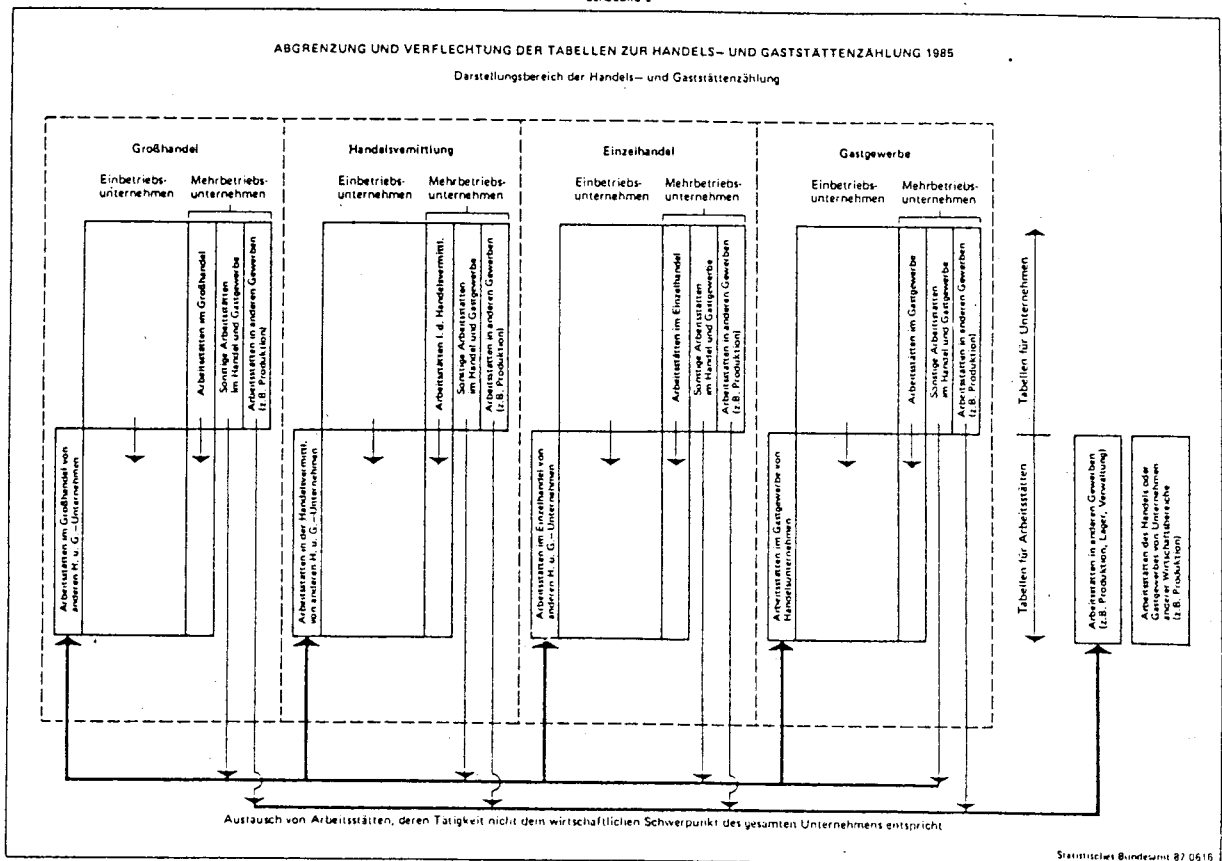 ABGRENZUNG UND VERFLECHTUNG DER TABELLEN ZUR HANDELS- UND GASTSTÄTTENZÄHLUNG 1985
Darstellungsbereich der Handels- und Gaststättenzählung
Großhandel
Einbetriebs-
unternehmen
Mehrbetriebs-
unternehmen
Arbeitsstätten im Großhandel
Sonstige Arbeitsstätten
im Handel und Gastgewerbe
Arbeitsstätten in anderen Gewerben
(z.B. Produktion)
Arbeitsstätten im Großhandel von
anderen H. u. G.-Unternehmen
Handelsvermittlung
Einbetriebs-
unternehmen
Mehrbetriebs-
unternehmen
Arbeitsstätten i. d. Handelsvermittl.
Sonstige Arbeitsstätten
im Handel und Gastgewerbe
Arbeitsstätten in anderen Gewerben
(z.B. Produktion)
Arbeitsstätten in der Handelsvermittl.
von anderen H. u. G.-Unternehmen
Einzelhandel
Einbetriebs-
unternehmen
Mehrbetriebs-
unternehmen
Arbeitsstätten im Einzelhandel
Sonstige Arbeitsstätten
im Handel und Gastgewerbe
Arbeitsstätten in anderen Gewerben
(z.B. Produktion)
Arbeitsstätten im Einzelhandel von
anderen H. u. G.-Unternehmen
Gastgewerbe
Einbetriebs-
unternehmen
Mehrbetriebs-
unternehmen
Arbeitsstätten im Gastgewerbe
Sonstige Arbeitsstätten
im Handel und Gastgewerbe
Arbeitsstätten in anderen Gewerben
(z.B. Produktion)
Arbeitsstätten im Gastgewerbe von
Handelsunternehmen
Tabellen für Unternehmen
Tabellen für Arbeitsstätten
Arbeitsstätten in anderen Gewerben
(z.B. Produktion, Lager, Verwaltung)
Arbeitsstätten des Handels oder
Gastgewerbes von Unternehmen
anderer Wirtschaftsbereiche
(z.B. Produktion)
Austausch von Arbeitsstätten, deren Tätigkeit nicht dem wirtschaftlichen Schwerpunkt des gesamten Unternehmens entspricht
Statistisches Bundesamt 87 0616